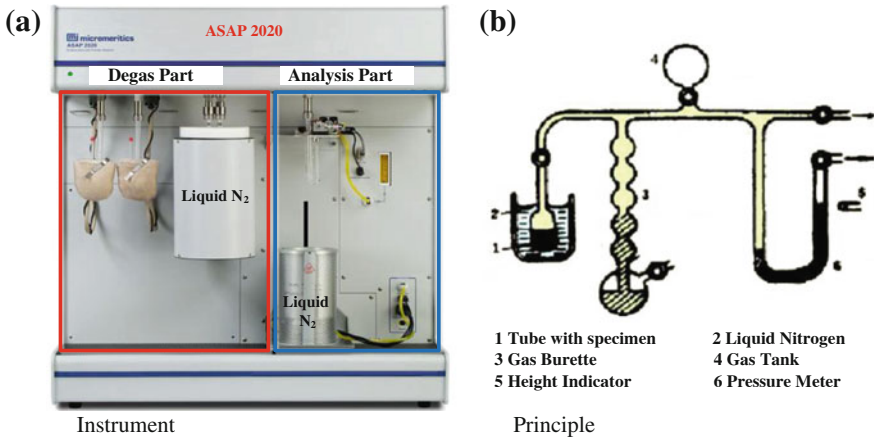 (a)
micromeritics
ASAP 2020
ASAP 2020
Degas Part
Analysis Part
Liquid N₂
Liquid
N₂
Instrument
(b)
4
2
1
3
5
6
1 Tube with specimen
2 Liquid Nitrogen
3 Gas Burette
4 Gas Tank
5 Height Indicator
6 Pressure Meter
Principle